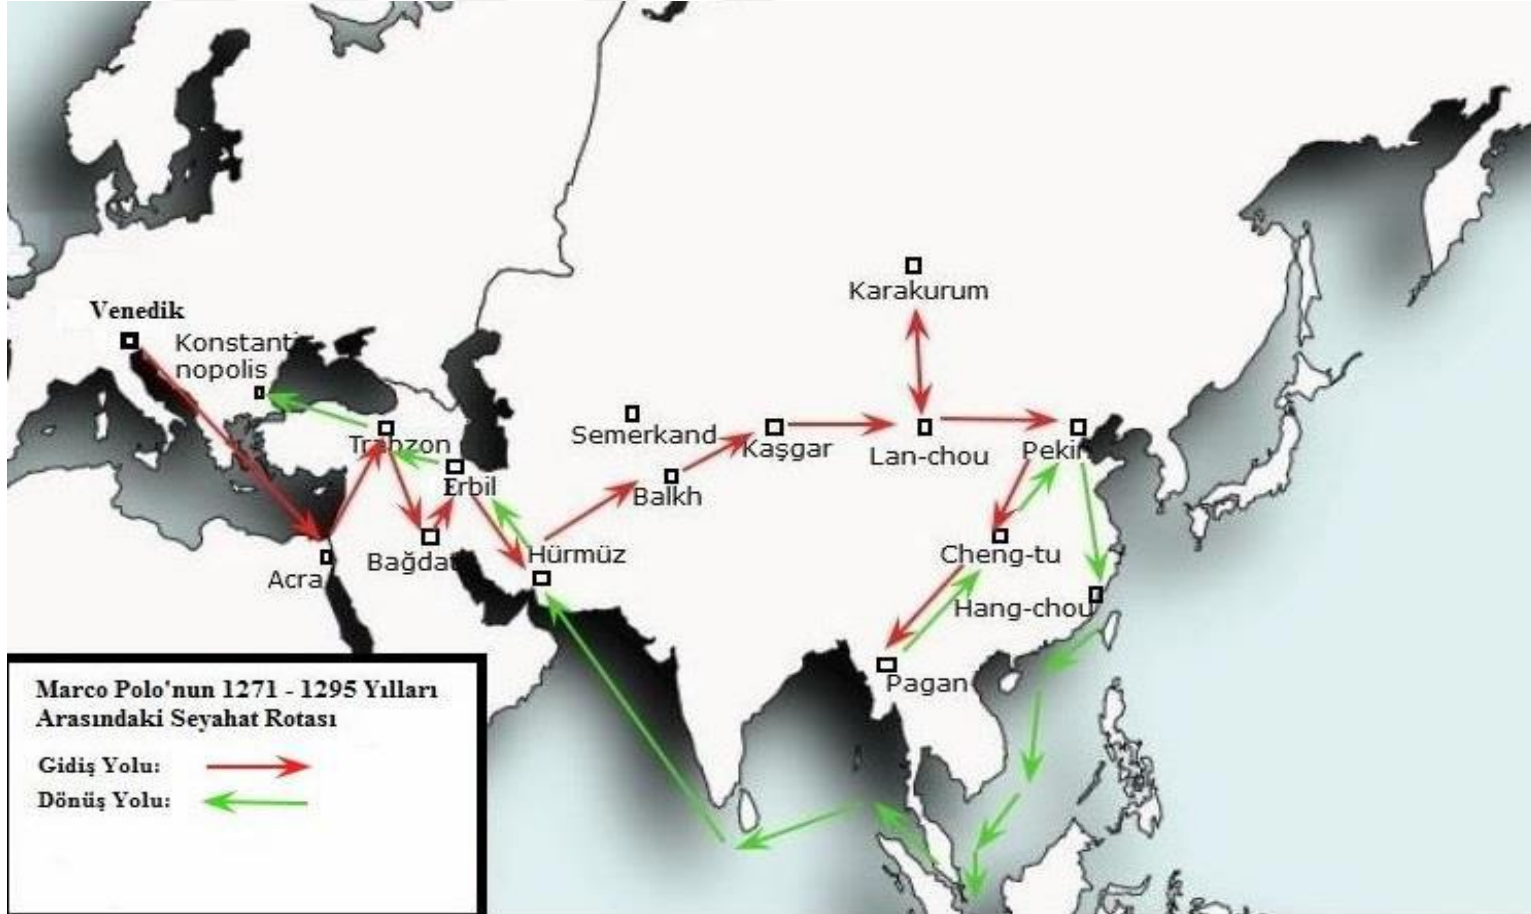 Venedik
Konstanti
nopolis
Karakurum
Semerkand
Trabzon
Kaşgar
Lan-chou
Pekin
Erbil
Balkh
Bağdat
Hürmüz
Cheng-tu
Acra
Hang-chou
Pagan
Marco Polo'nun 1271 - 1295 Yılları
Arasındaki Seyahat Rotası
Gidiş Yolu:
Dönüş Yolu: